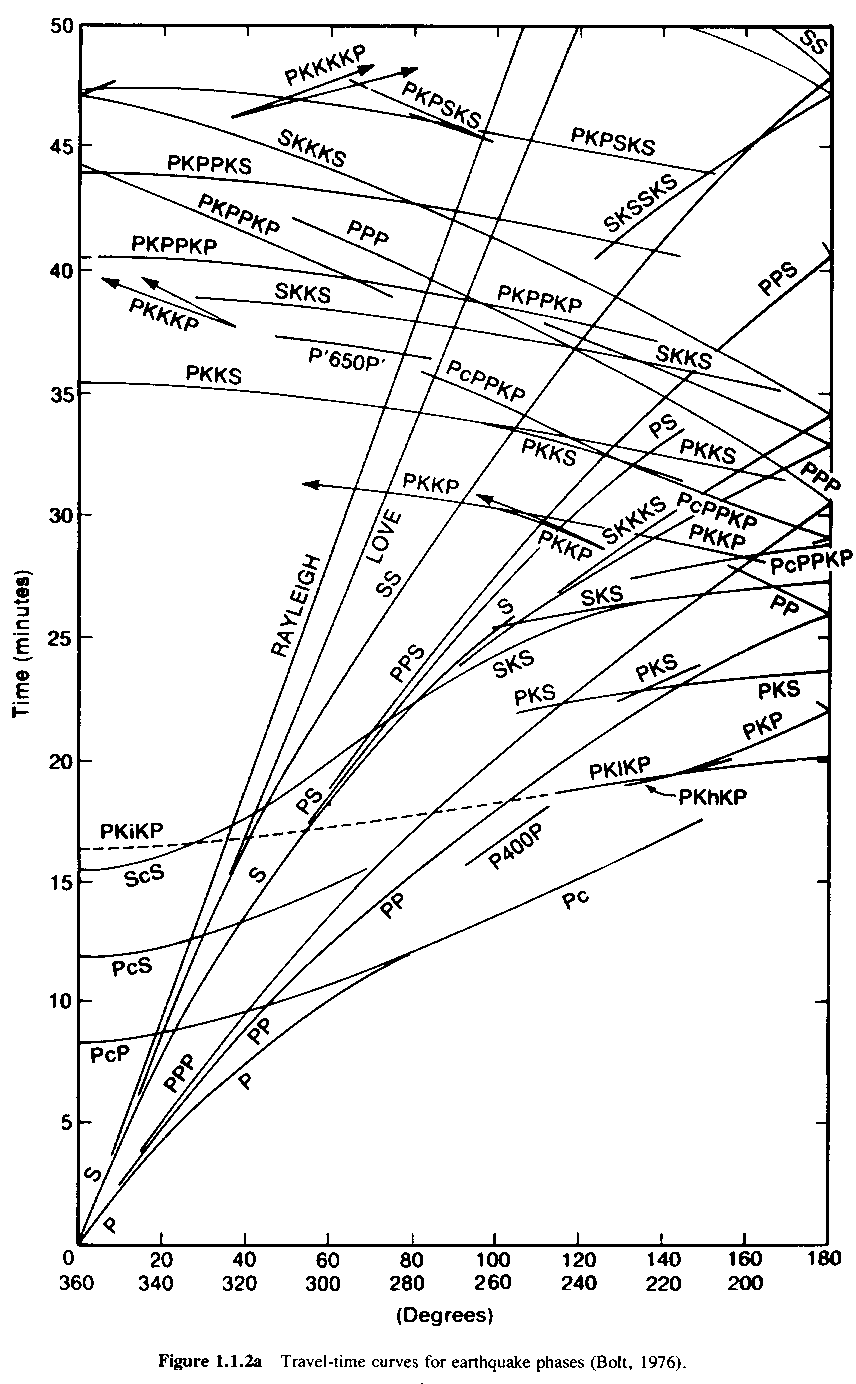 50
SS
PKKKKP
PKPSKS
PKPSKS
45
SKKKS
PKPPKS
SKSSKS
PKPPKP
PPP
PKPPKP
40
PPS
SKKS
PKPPKP
PKKKP
P'650P'
SKKS
PcPPKP
PKKS
35
PS
PKKS
PKKS
PPP
PKKP
PcPPKP
30
SKKKS
PKKP
PKKP
LOVE
RAYLEIGH
PcPPKP
SS
SKS
PP
S
25
Time (minutes)
SKS
PPS
PKS
PKS
PKS
PKP
20
PKIKP
PKhKP
PS
PKiKP
P400P
ScS
S
15
PP
Pc
PcS
10
PP
PcP
PPP
P
5
S
P
0 20 40 60 80 100 120 140 160 180
360 340 320 300 280 260 240 220 200
(Degrees)
Figure 1.1.2a Travel-time curves for earthquake phases (Bolt, 1976).